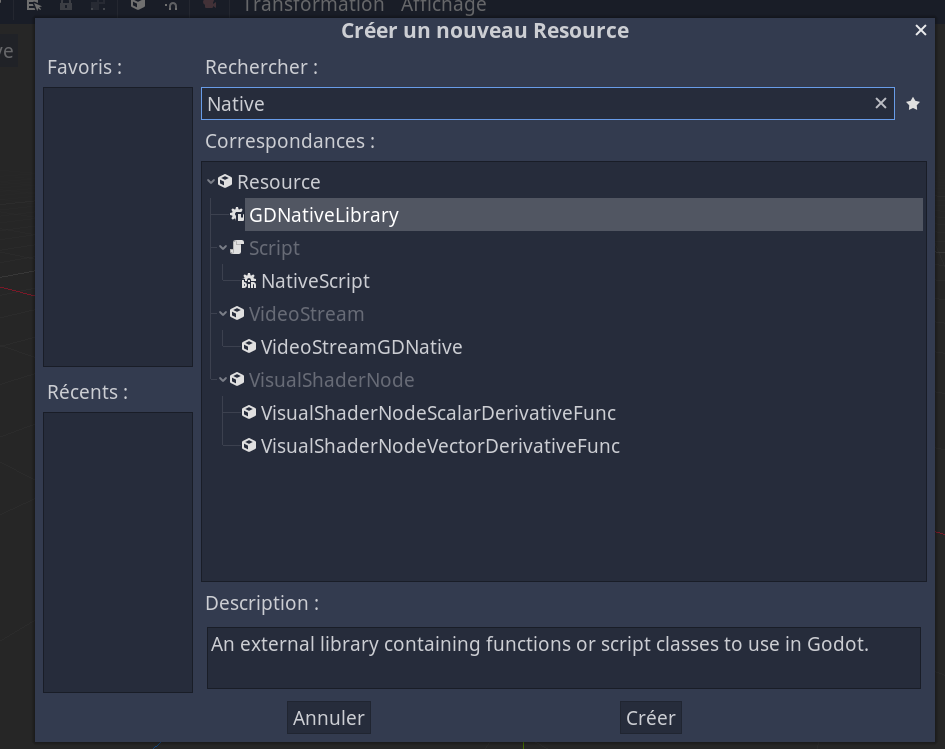 Transformation Affichage
Créer un nouveau Resource
ve
Favoris :
Rechercher :
Native
Correspondances :
Resource
GDNativeLibrary
Script
NativeScript
VideoStream
VideoStreamGDNative
VisualShaderNode
VisualShaderNodeScalarDerivativeFunc
VisualShaderNodeVectorDerivativeFunc
Récents :
Description :
An external library containing functions or script classes to use in Godot.
Annuler
Créer